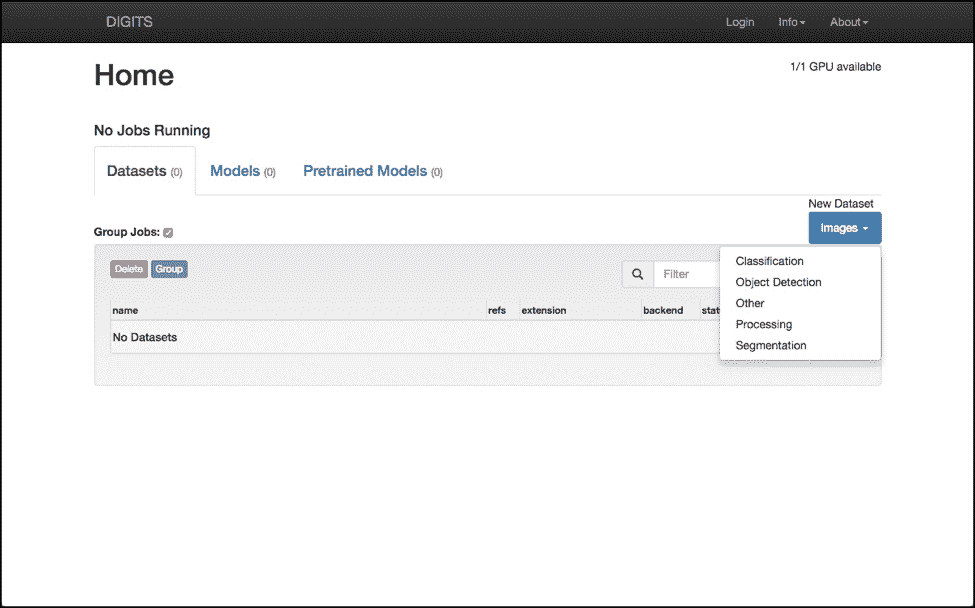 DIGITS Login Info About
Home 1/1 GPU available
No Jobs Running
Datasets (0) Models (0) Pretrained Models (0)
New Dataset
Images
Group Jobs:
Classification
Object Detection
Other
Processing
Segmentation
Delete Group Filter
name refs extension backend stat
No Datasets